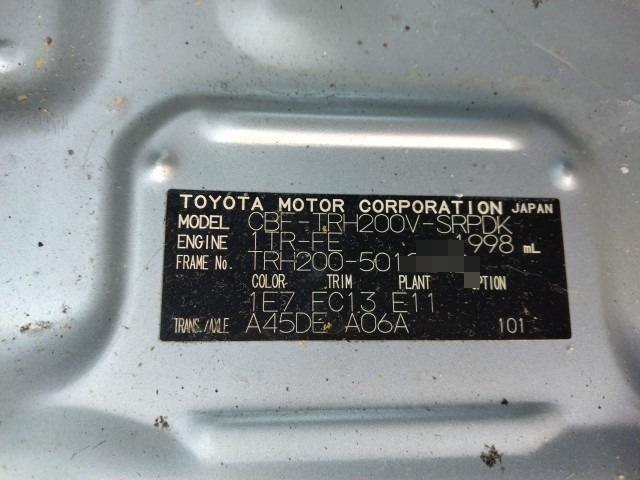 TOYOTA MOTOR CORPORATION JAPAN
MODEL CBF-TRH200V-SRPDK
ENGINE 1TR-FE 1998 mL
FRAME No. TRH200-501
COLOR TRIM PLANT PTION
1E7 FC13 E11
TRANS./AXLE A45DE A06A 101